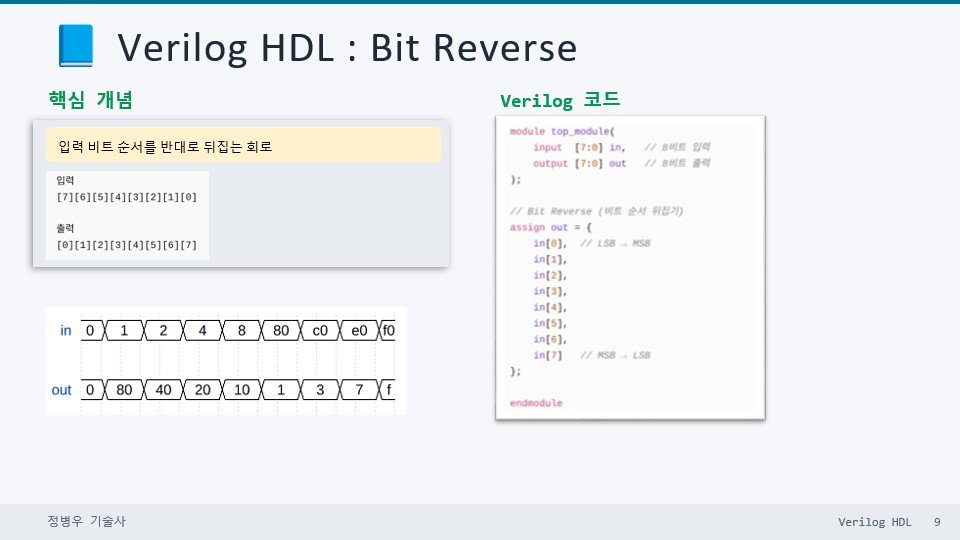 Verilog HDL : Bit Reverse
핵심 개념
입력 비트 순서를 반대로 뒤집는 회로
입력
[7][6][5][4][3][2][1][0]
출력
[0][1][2][3][4][5][6][7]
in 0 1 2 4 8 80 c0 e0 f0
out 0 80 40 20 10 1 3 7 f
Verilog 코드
module top_module(
input [7:0] in, // 8비트 입력
output [7:0] out // 8비트 출력
);
// Bit Reverse (비트 순서 뒤집기)
assign out = {
in[0], // LSB → MSB
in[1],
in[2],
in[3],
in[4],
in[5],
in[6],
in[7] // MSB → LSB
};
endmodule
정병우 기술사
Verilog HDL 9